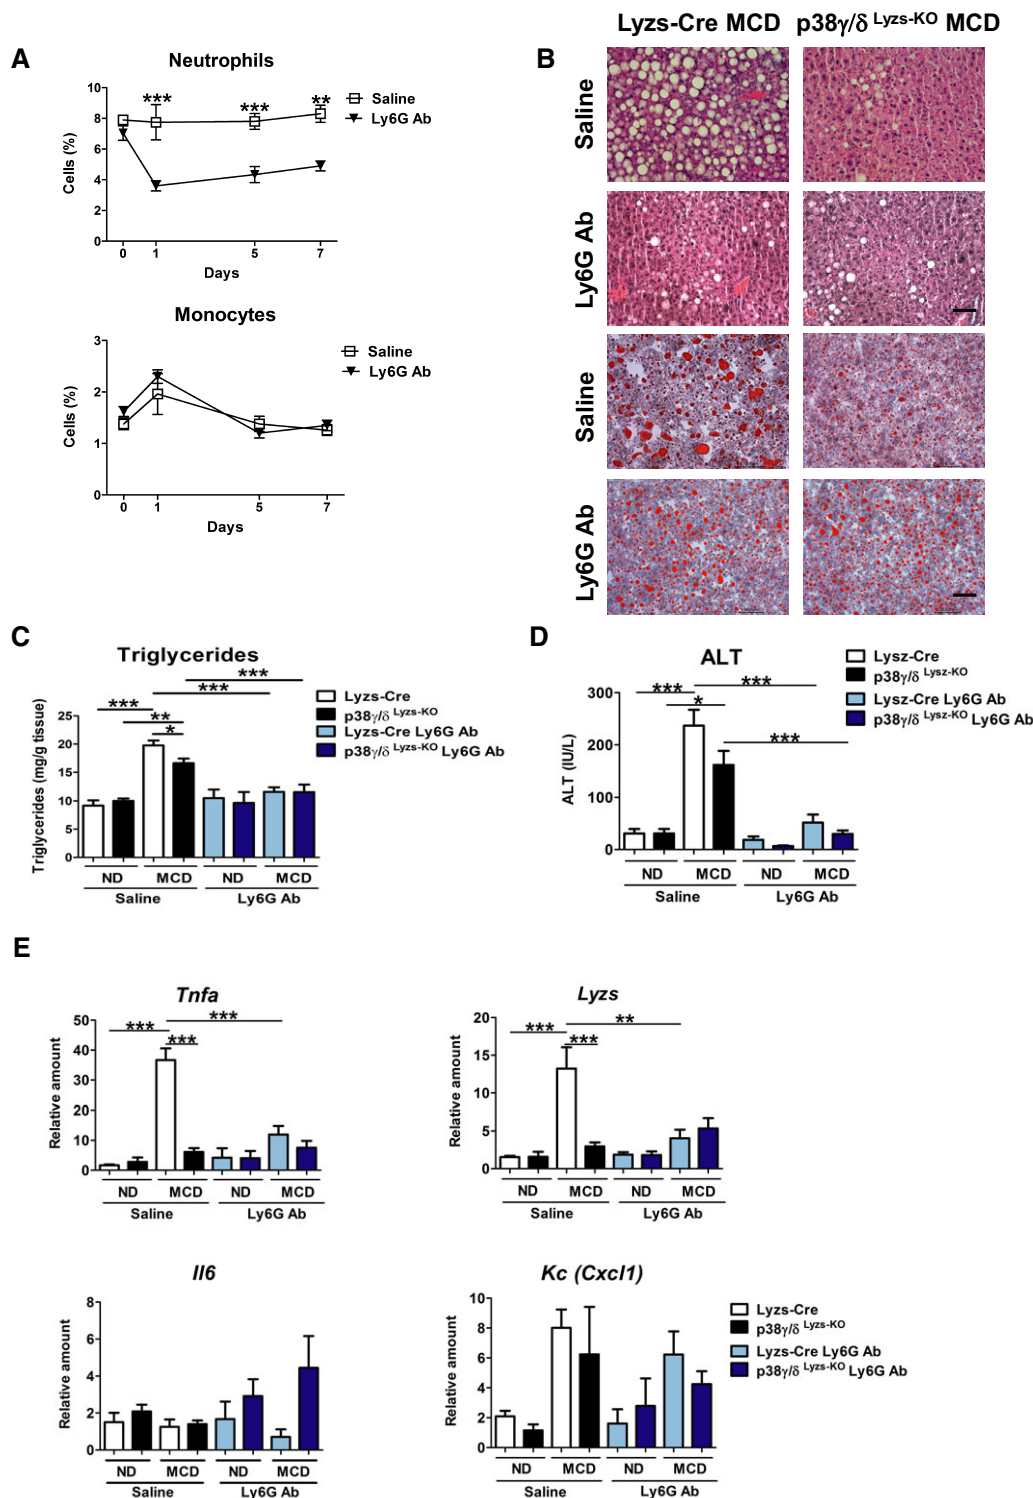 Lyzs-Cre MCD p38γ/δ Lyzs-KO MCD
A
B
Neutrophils
10
8
6
4
2
0
Cells (%)
*** *** **
Saline
Ly6G Ab
0 1 5 7
Days
Monocytes
3
2
1
0
Cells (%)
Saline
Ly6G Ab
0 1 5 7
Days
Saline
Ly6G Ab
Saline
Ly6G Ab
C
Triglycerides
***
***
***
**
*
25
20
15
10
5
0
Triglycerides (mg/g tissue)
Lyzs-Cre
p38γ/δ Lyzs-KO
Lyzs-Cre Ly6G Ab
p38γ/δ Lyzs-KO Ly6G Ab
ND MCD ND MCD
Saline Ly6G Ab
D
ALT
*** ***
*
***
300
200
100
0
ALT (IU/L)
Lysz-Cre
p38γ/δ Lysz-KO
Lysz-Cre Ly6G Ab
p38γ/δ Lysz-KO Ly6G Ab
ND MCD ND MCD
Saline Ly6G Ab
E
Tnfa
***
***
***
50
40
30
20
10
0
Relative amount
ND MCD ND MCD
Saline Ly6G Ab
Lyzs
**
***
***
20
15
10
5
0
Relative amount
ND MCD ND MCD
Saline Ly6G Ab
Il6
8
6
4
2
0
Relative amount
ND MCD ND MCD
Saline Ly6G Ab
Kc (Cxcl1)
10
8
6
4
2
0
Relative amount
Lyzs-Cre
p38γ/δ Lyzs-KO
Lyzs-Cre Ly6G Ab
p38γ/δ Lyzs-KO Ly6G Ab
ND MCD ND MCD
Saline Ly6G Ab